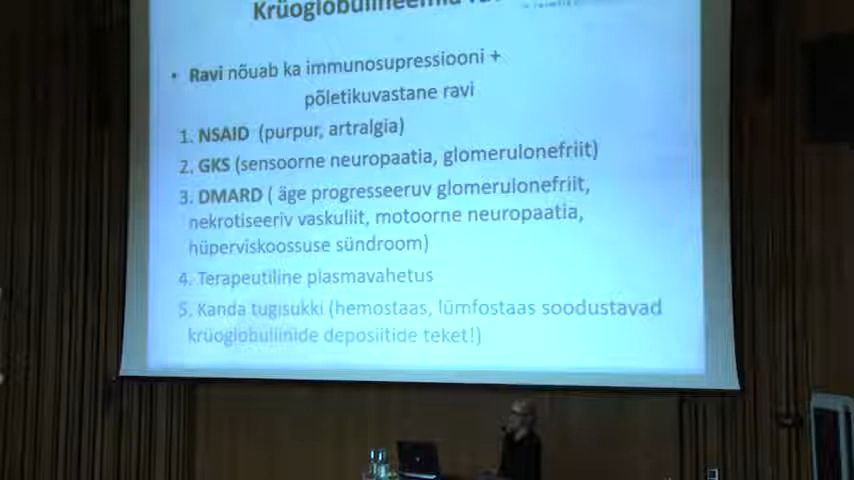 Krüoglobulineemia
• Ravi nõuab ka immunosupressiooni +
põletikuvastane ravi
1. NSAID (purpur, artralgia)
2. GKS (sensoorne neuropaatia, glomerulonefriit)
3. DMARD ( äge progresseeruv glomerulonefriit,
nekrotiseeriv vaskuliit, motoorne neuropaatia,
hüperviskoossuse sündroom)
4. Terapeutiline plasmavahetus
5. Kanda tugisukki (hemostaas, lümfostaas soodustavad
krüoglobuliinide deposiitide teket!)